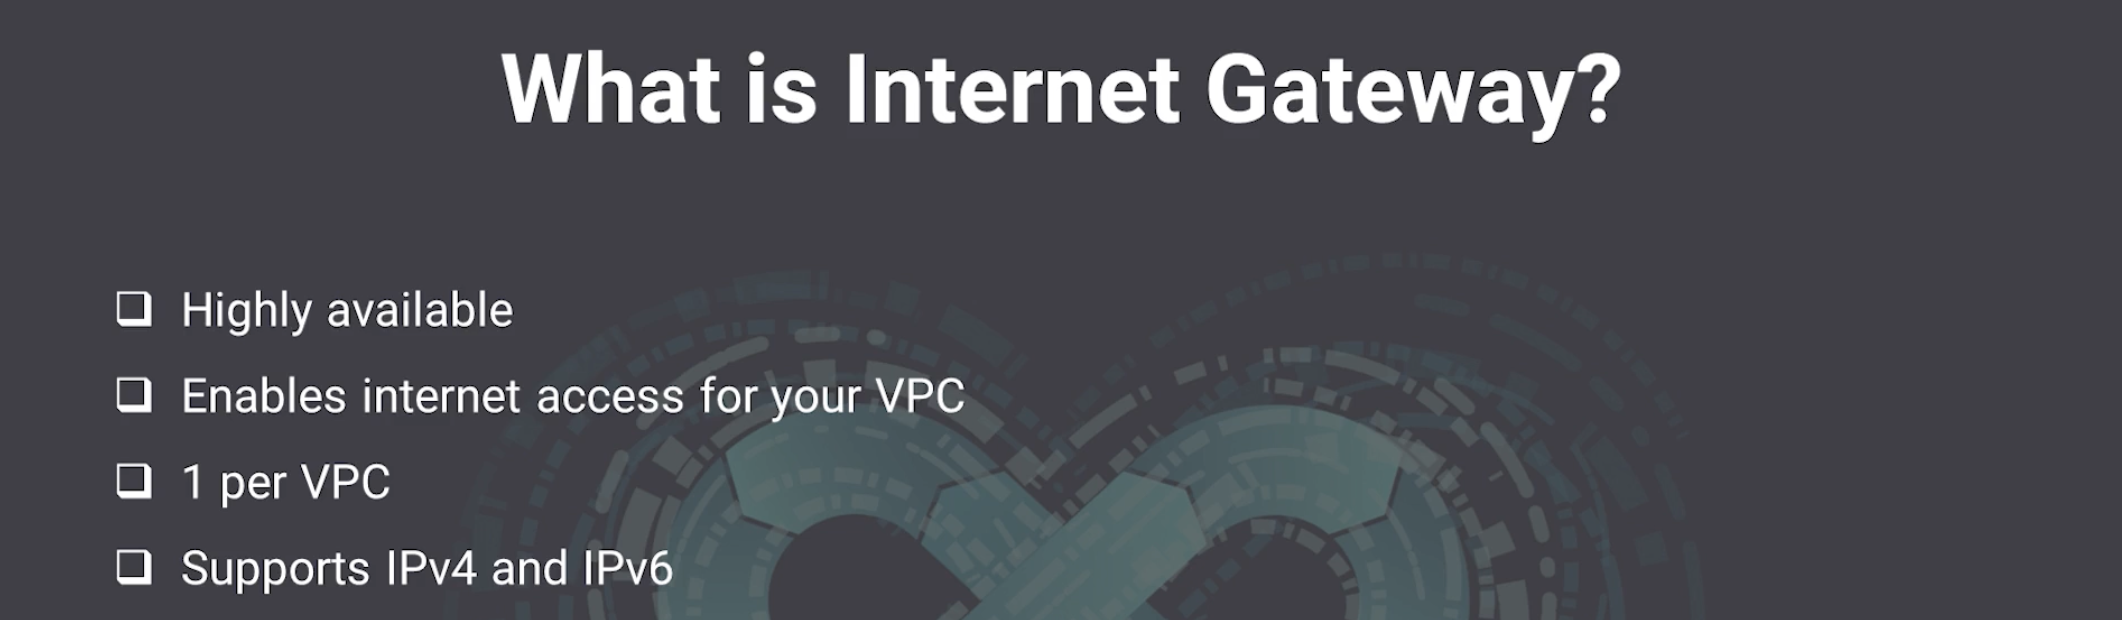 What is Internet Gateway?
❑ Highly available
❑ Enables internet access for your VPC
❑ 1 per VPC
❑ Supports IPv4 and IPv6